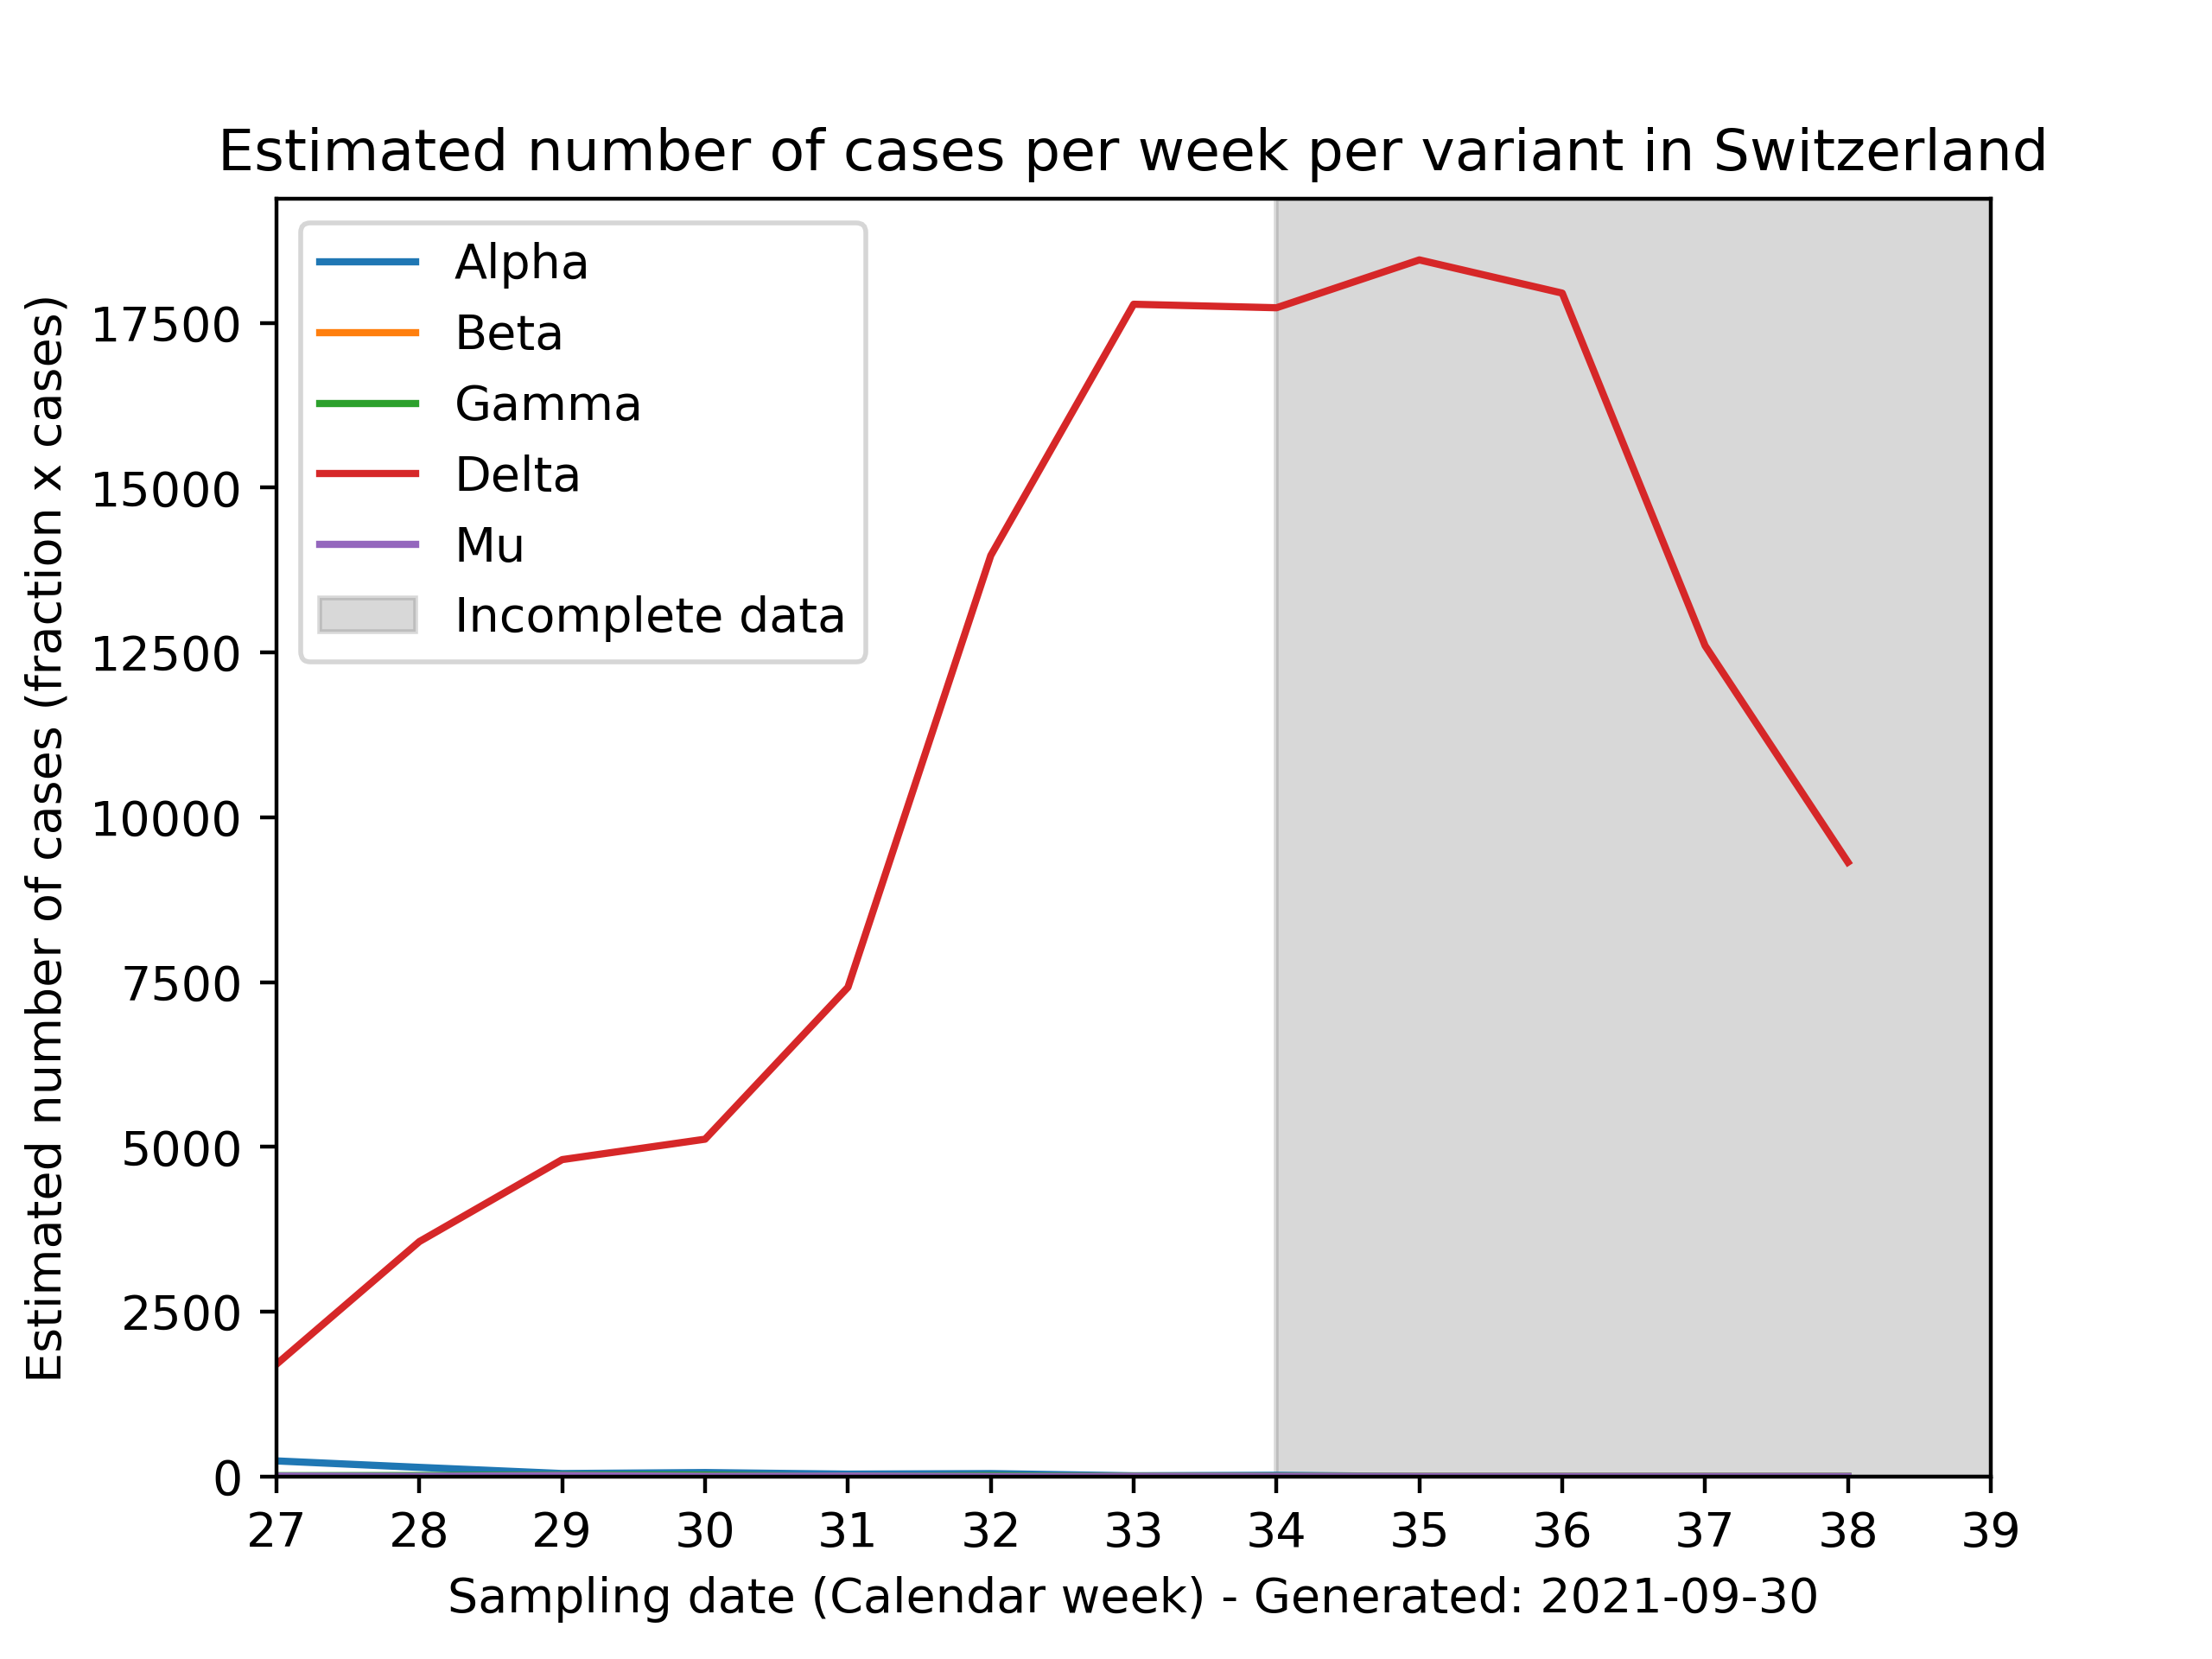 Estimated number of cases per week per variant in Switzerland
Estimated number of cases (fraction x cases)
17500
15000
12500
10000
7500
5000
2500
0
Alpha
Beta
Gamma
Delta
Mu
Incomplete data
27 28 29 30 31 32 33 34 35 36 37 38 39
Sampling date (Calendar week) - Generated: 2021-09-30